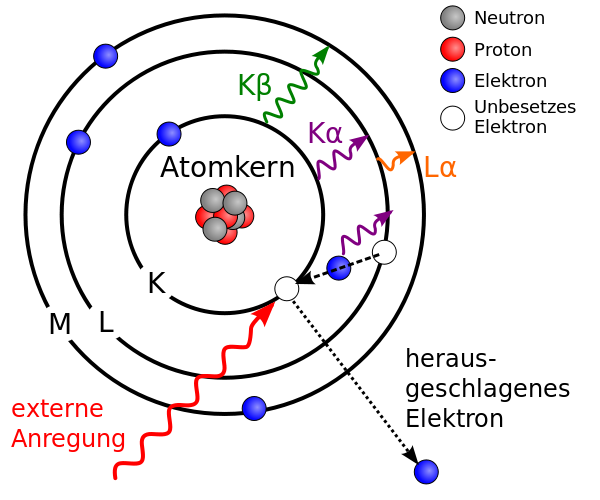 Neutron
Proton
Elektron
Unbesetzes
Elektron
Kβ
Kα
Lα
Atomkern
K
L
M
externe
Anregung
heraus-
geschlagenes
Elektron